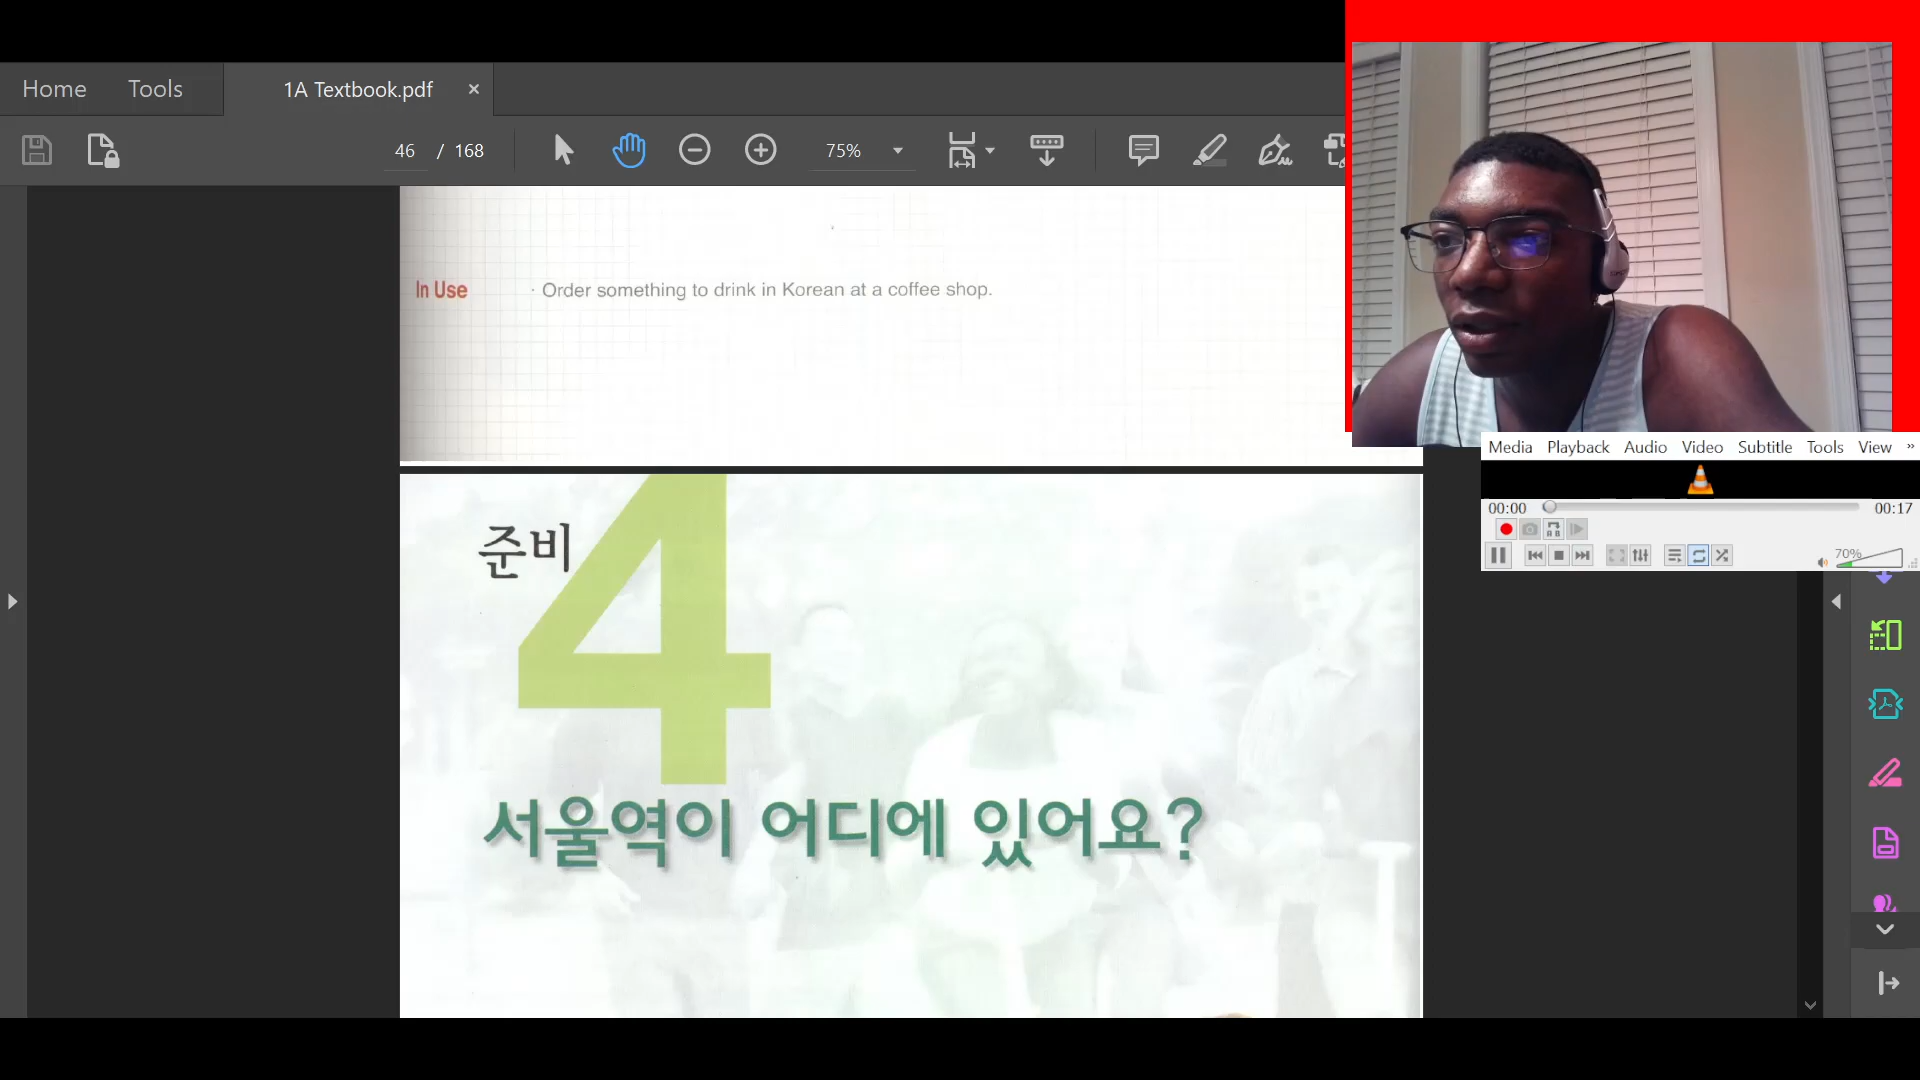 Home Tools 1A Textbook.pdf ×
46 / 168 75%
In Use · Order something to drink in Korean at a coffee shop.
Media Playback Audio Video Subtitle Tools View »
00:00 00:17
A B
70%
준비
4
서울역이 어디에 있어요?